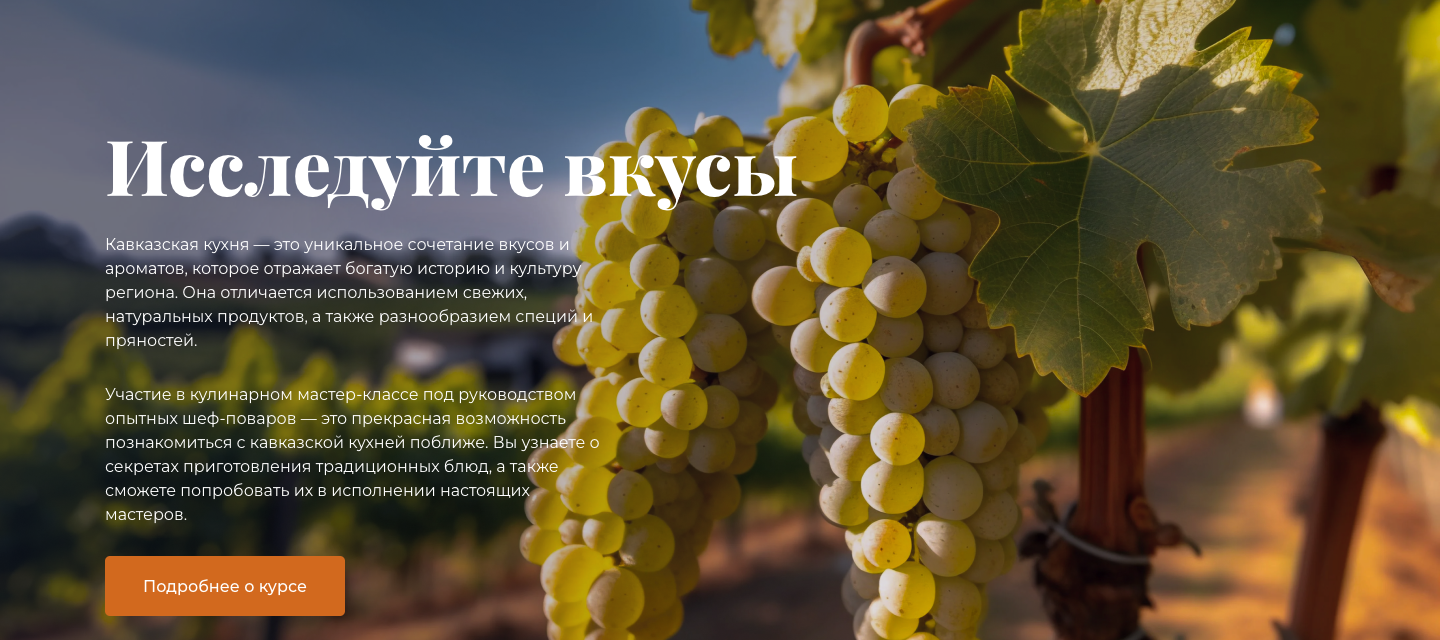 Исследуйте вкусы
Кавказская кухня — это уникальное сочетание вкусов и
ароматов, которое отражает богатую историю и культуру
региона. Она отличается использованием свежих,
натуральных продуктов, а также разнообразием специй и
пряностей.
Участие в кулинарном мастер-классе под руководством
опытных шеф-поваров — это прекрасная возможность
познакомиться с кавказской кухней поближе. Вы узнаете о
секретах приготовления традиционных блюд, а также
сможете попробовать их в исполнении настоящих
мастеров.
Подробнее о курсе